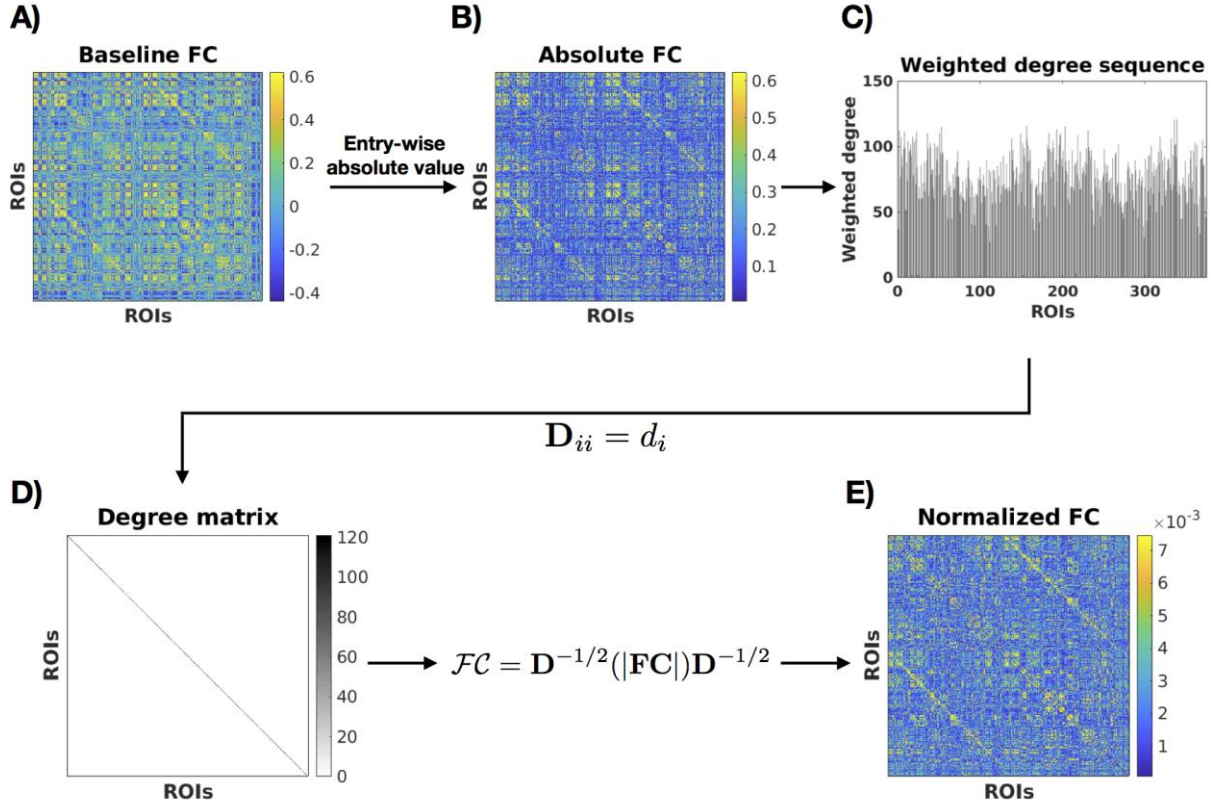 A)
Baseline FC
ROIs
ROIs
0.6
0.4
0.2
0
-0.2
-0.4
Entry-wise
absolute value
B)
Absolute FC
ROIs
ROIs
0.6
0.5
0.4
0.3
0.2
0.1
C)
Weighted degree sequence
Weighted degree
150
100
50
0
0 100 200 300
ROIs
D_{ii} = d_i
D)
Degree matrix
ROIs
ROIs
120
100
80
60
40
20
0
\mathcal{FC} = D^{-1/2}(|FC|)D^{-1/2}
E)
Normalized FC
×10^{-3}
ROIs
ROIs
7
6
5
4
3
2
1